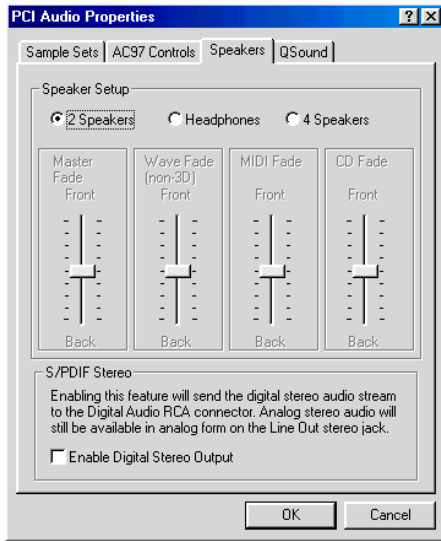 PCI Audio Properties
Sample Sets AC97 Controls Speakers QSound
Speaker Setup
2 Speakers Headphones 4 Speakers
Master Fade
Front
Back
Wave Fade (non-3D)
Front
Back
MIDI Fade
Front
Back
CD Fade
Front
Back
S/PDIF Stereo
Enabling this feature will send the digital stereo audio stream
to the Digital Audio RCA connector. Analog stereo audio will
still be available in analog form on the Line Out stereo jack.
Enable Digital Stereo Output
OK Cancel